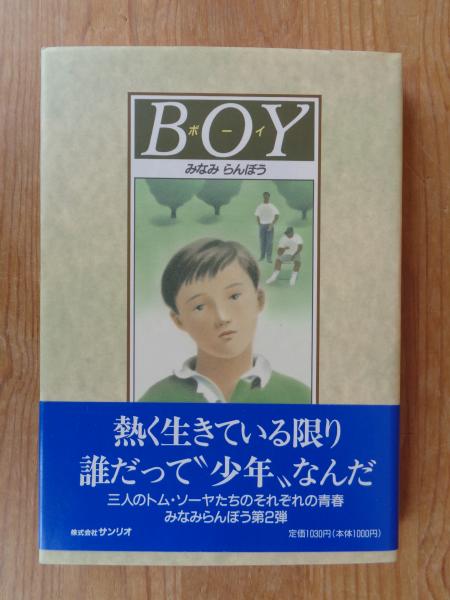 BOY
ボーイ
みなみ らんぼう
熱く生きている限り
誰だって〝少年〟なんだ
三人のトム・ソーヤたちのそれぞれの青春
みなみらんぼう第2弾
株式会社サンリオ
定価1030円(本体1000円)